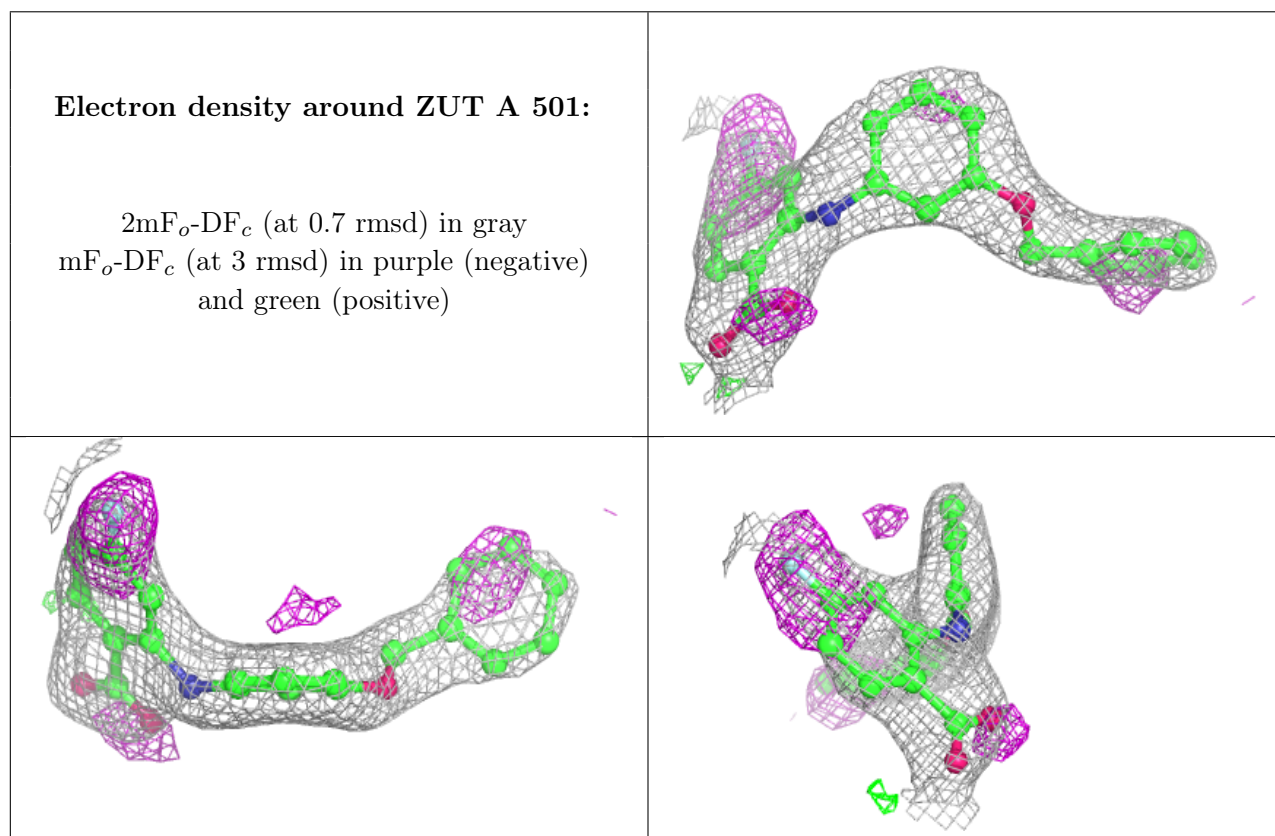 Electron density around ZUT A 501:
2mFo-DFc (at 0.7 rmsd) in gray
mFo-DFc (at 3 rmsd) in purple (negative)
and green (positive)